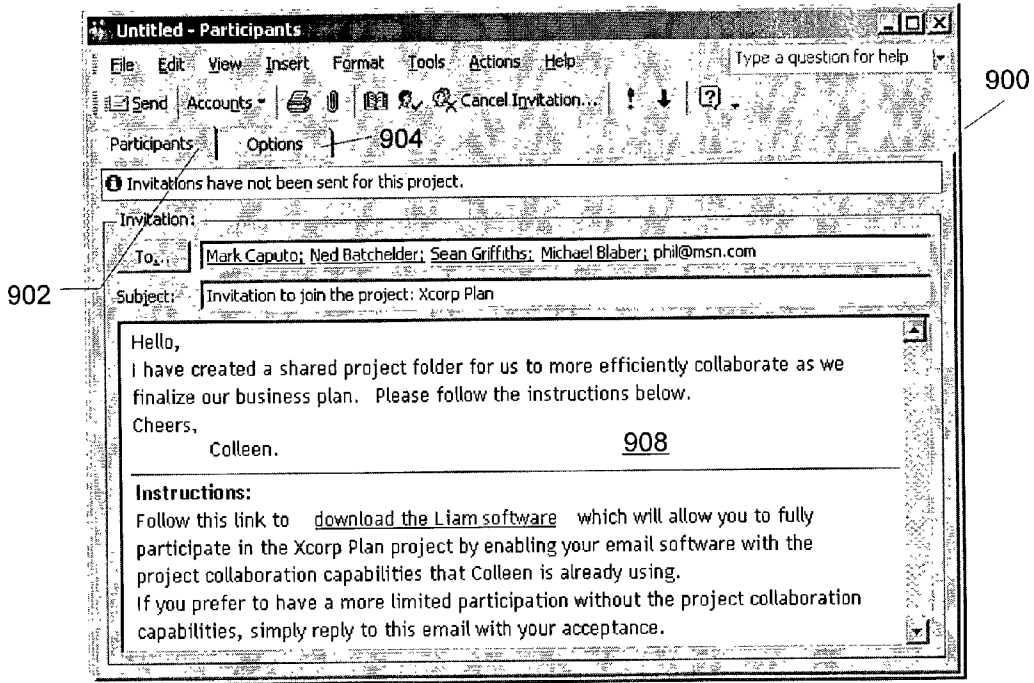 Untitled - Participants
File Edit View Insert Format Tools Actions Help Type a question for help
Send Accounts Cancel Invitation...
900
Participants Options 904
Invitations have not been sent for this project.
Invitation:
To... Mark Caputo; Ned Batchelder; Sean Griffiths; Michael Blaber; phil@msn.com
902
Subject: Invitation to join the project: Xcorp Plan
Hello,
I have created a shared project folder for us to more efficiently collaborate as we
finalize our business plan. Please follow the instructions below.
Cheers,
Colleen.
908
Instructions:
Follow this link to download the Liam software which will allow you to fully
participate in the Xcorp Plan project by enabling your email software with the
project collaboration capabilities that Colleen is already using.
If you prefer to have a more limited participation without the project collaboration
capabilities, simply reply to this email with your acceptance.